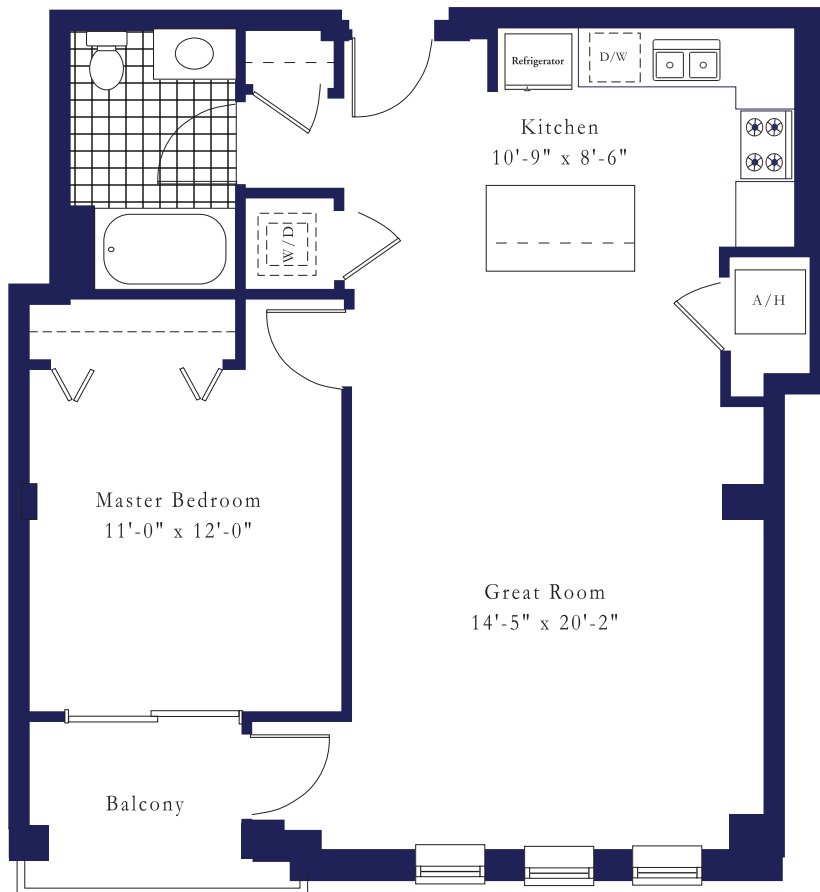 Refrigerator
D/W
Kitchen
10'-9" x 8'-6"
W/D
A/H
Master Bedroom
11'-0" x 12'-0"
Great Room
14'-5" x 20'-2"
Balcony